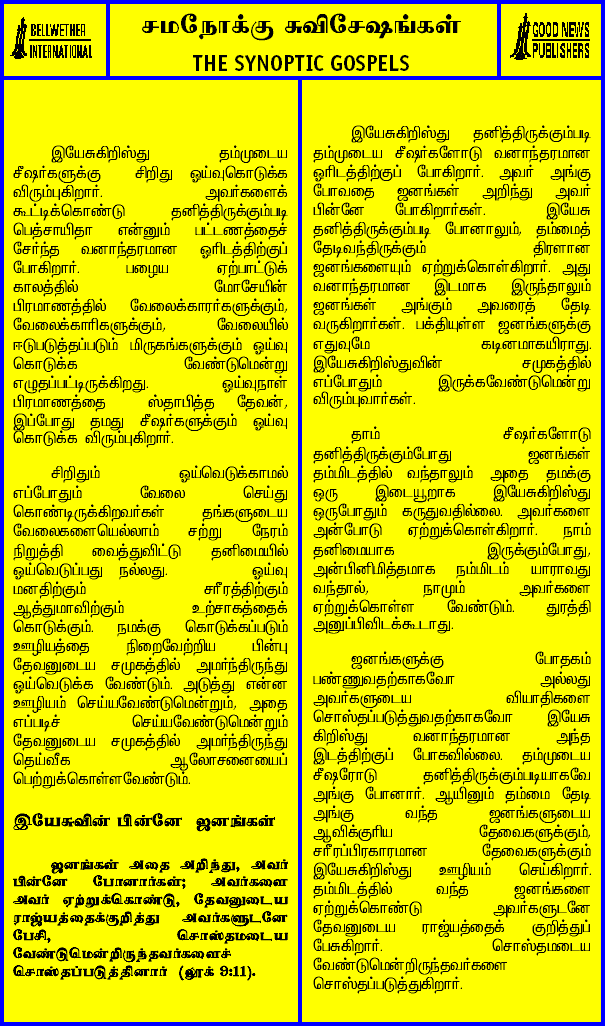 BELLWETHER
INTERNATIONAL
சமநோக்கு சுவிசேஷங்கள்
THE SYNOPTIC GOSPELS
GOOD NEWS
PUBLISHERS
இயேசுகிறிஸ்து தம்முடைய
சீஷர்களுக்கு சிறிது ஓய்வுகொடுக்க
விரும்புகிறார். அவர்களைக்
கூட்டிக்கொண்டு தனித்திருக்கும்படி
பெத்சாயிதா என்னும் பட்டணத்தைச்
சேர்ந்த வனாந்தரமான ஓரிடத்திற்குப்
போகிறார். பழைய ஏற்பாட்டுக்
காலத்தில் மோசேயின்
பிரமாணத்தில் வேலைக்காரர்களுக்கும்,
வேலைக்காரிகளுக்கும், வேலையில்
ஈடுபடுத்தப்படும் மிருகங்களுக்கும் ஓய்வு
கொடுக்க வேண்டுமென்று
எழுதப்பட்டிருக்கிறது. ஓய்வுநாள்
பிரமாணத்தை ஸ்தாபித்த தேவன்,
இப்போது தமது சீஷர்களுக்கும் ஓய்வு
கொடுக்க விரும்புகிறார்.
சிறிதும் ஓய்வெடுக்காமல்
எப்போதும் வேலை செய்து
கொண்டிருக்கிறவர்கள் தங்களுடைய
வேலைகளையெல்லாம் சற்று நேரம்
நிறுத்தி வைத்துவிட்டு தனிமையில்
ஓய்வெடுப்பது நல்லது. ஓய்வு
மனதிற்கும் சரீரத்திற்கும்
ஆத்துமாவிற்கும் உற்சாகத்தைக்
கொடுக்கும். நமக்கு கொடுக்கப்படும்
ஊழியத்தை நிறைவேற்றிய பின்பு
தேவனுடைய சமுகத்தில் அமர்ந்திருந்து
ஓய்வெடுக்க வேண்டும். அடுத்து என்ன
ஊழியம் செய்யவேண்டுமென்றும், அதை
எப்படிச் செய்யவேண்டுமென்றும்
தேவனுடைய சமுகத்தில் அமர்ந்திருந்து
தெய்வீக ஆலோசனையைப்
பெற்றுக்கொள்ளவேண்டும்.
இயேசுவின் பின்னே ஜனங்கள்
ஜனங்கள் அதை அறிந்து, அவர்
பின்னே போனார்கள்; அவர்களை
அவர் ஏற்றுக்கொண்டு, தேவனுடைய
ராஜ்யத்தைக்குறித்து அவர்களுடனே
பேசி, சொஸ்தமடைய
வேண்டுமென்றிருந்தவர்களைச்
சொஸ்தப்படுத்தினார் (லூக் 9:11).
இயேசுகிறிஸ்து தனித்திருக்கும்படி
தம்முடைய சீஷர்களோடு வனாந்தரமான
ஓரிடத்திற்குப் போகிறார். அவர் அங்கு
போவதை ஜனங்கள் அறிந்து அவர்
பின்னே போகிறார்கள். இயேசு
தனித்திருக்கும்படி போனாலும், தம்மைத்
தேடிவந்திருக்கும் திரளான
ஜனங்களையும் ஏற்றுக்கொள்கிறார். அது
வனாந்தரமான இடமாக இருந்தாலும்
ஜனங்கள் அங்கும் அவரைத் தேடி
வருகிறார்கள். பக்தியுள்ள ஜனங்களுக்கு
எதுவுமே கடினமாகயிராது.
இயேசுகிறிஸ்துவின் சமுகத்தில்
எப்போதும் இருக்கவேண்டுமென்று
விரும்புவார்கள்.
தாம் சீஷர்களோடு
தனித்திருக்கும்போது ஜனங்கள்
தம்மிடத்தில் வந்தாலும் அதை தமக்கு
ஒரு இடையூறாக இயேசுகிறிஸ்து
ஒருபோதும் கருதுவதில்லை. அவர்களை
அன்போடு ஏற்றுக்கொள்கிறார். நாம்
தனிமையாக இருக்கும்போது,
அன்பினிமித்தமாக நம்மிடம் யாராவது
வந்தால், நாமும் அவர்களை
ஏற்றுக்கொள்ள வேண்டும். துரத்தி
அனுப்பிவிடக்கூடாது.
ஜனங்களுக்கு போதகம்
பண்ணுவதற்காகவோ அல்லது
அவர்களுடைய வியாதிகளை
சொஸ்தப்படுத்துவதற்காகவோ இயேசு
கிறிஸ்து வனாந்தரமான அந்த
இடத்திற்குப் போகவில்லை. தம்முடைய
சீஷரோடு தனித்திருக்கும்படியாகவே
அங்கு போனார். ஆயினும் தம்மை தேடி
அங்கு வந்த ஜனங்களுடைய
ஆவிக்குரிய தேவைகளுக்கும்,
சரீரப்பிரகாரமான தேவைகளுக்கும்
இயேசுகிறிஸ்து ஊழியம் செய்கிறார்.
தம்மிடத்தில் வந்த ஜனங்களை
ஏற்றுக்கொண்டு அவர்களுடனே
தேவனுடைய ராஜ்யத்தைக் குறித்துப்
பேசுகிறார். சொஸ்தமடைய
வேண்டுமென்றிருந்தவர்களை
சொஸ்தப்படுத்துகிறார்.